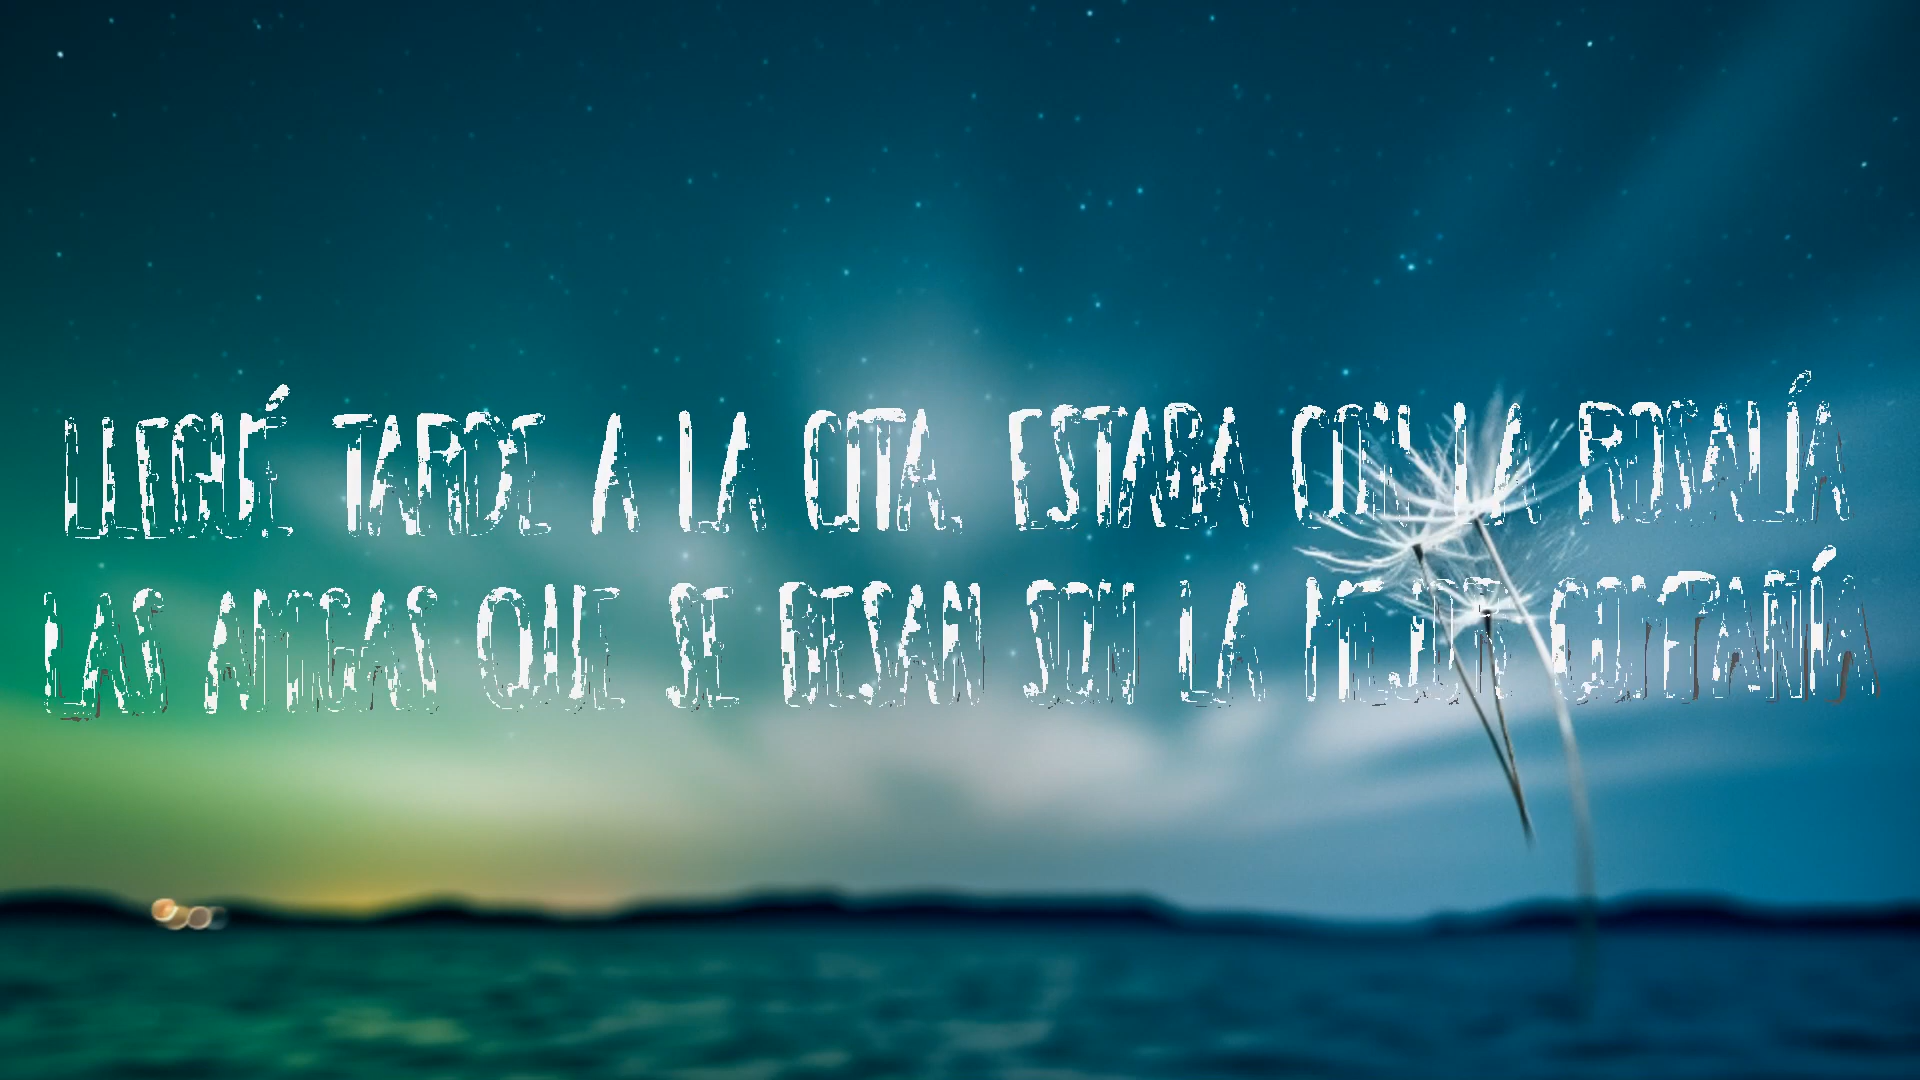 LLEGUÉ TARDE A LA CITA, ESTABA CON LA ROSALÍA
LAS AMIGAS QUE SE BESAN SON LA MEJOR COMPAÑÍA